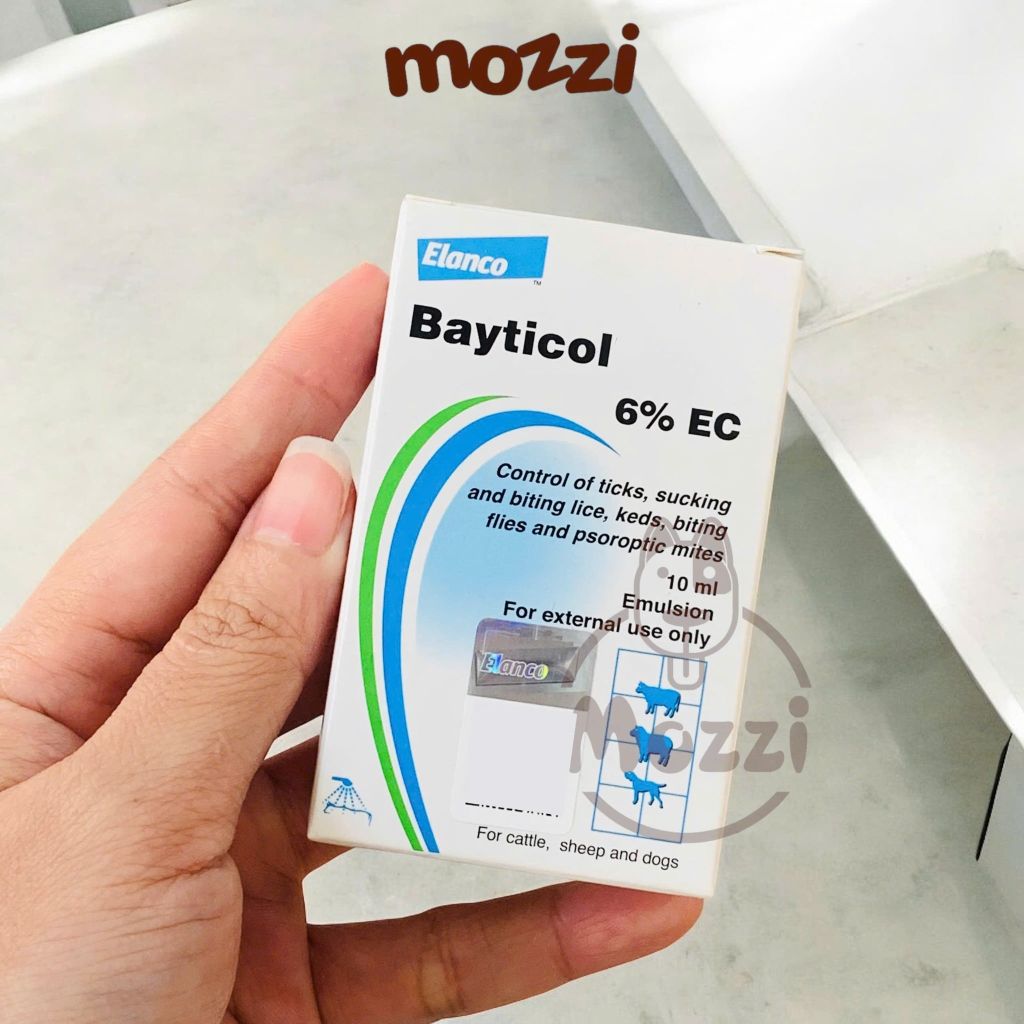 mozzi
Elanco
TM
Bayticol
6% EC
Control of ticks, sucking
and biting lice, keds, biting
flies and psoroptic mites
10 ml
Emulsion
For external use only
Elanco
Mozzi
For cattle, sheep and dogs